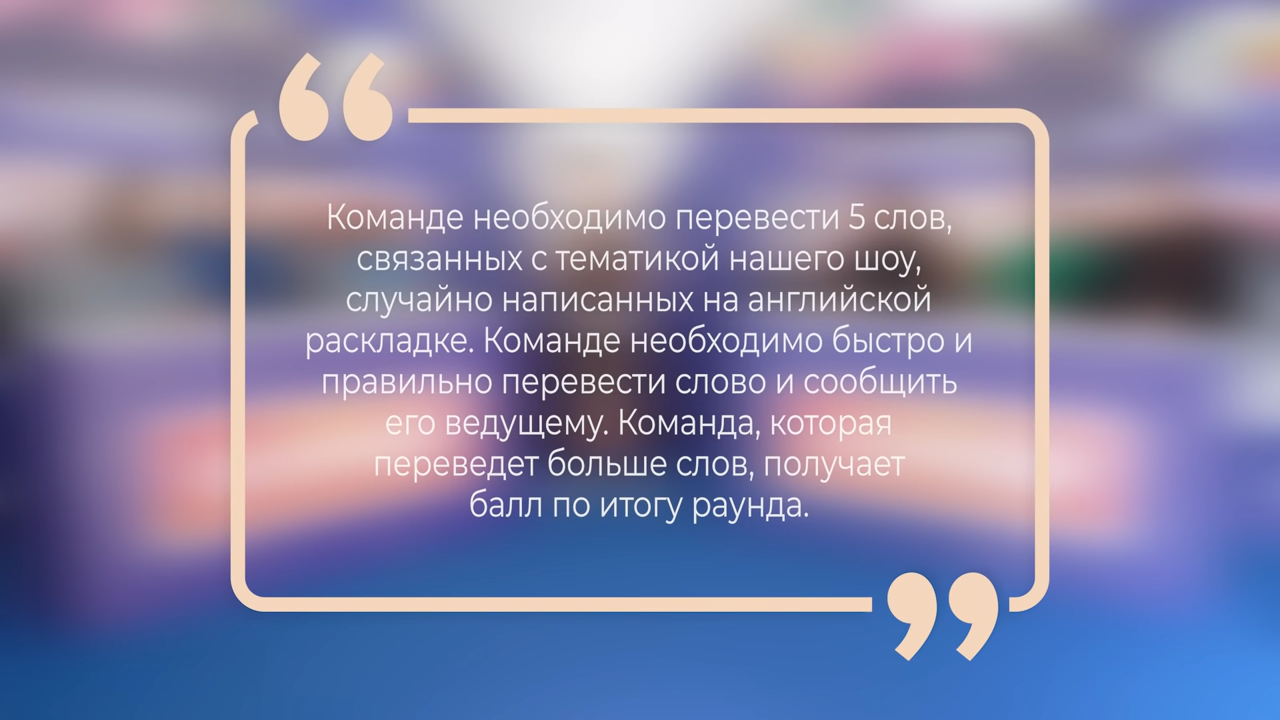 Команде необходимо перевести 5 слов,
связанных с тематикой нашего шоу,
случайно написанных на английской
раскладке. Команде необходимо быстро и
правильно перевести слово и сообщить
его ведущему. Команда, которая
переведет больше слов, получает
балл по итогу раунда.